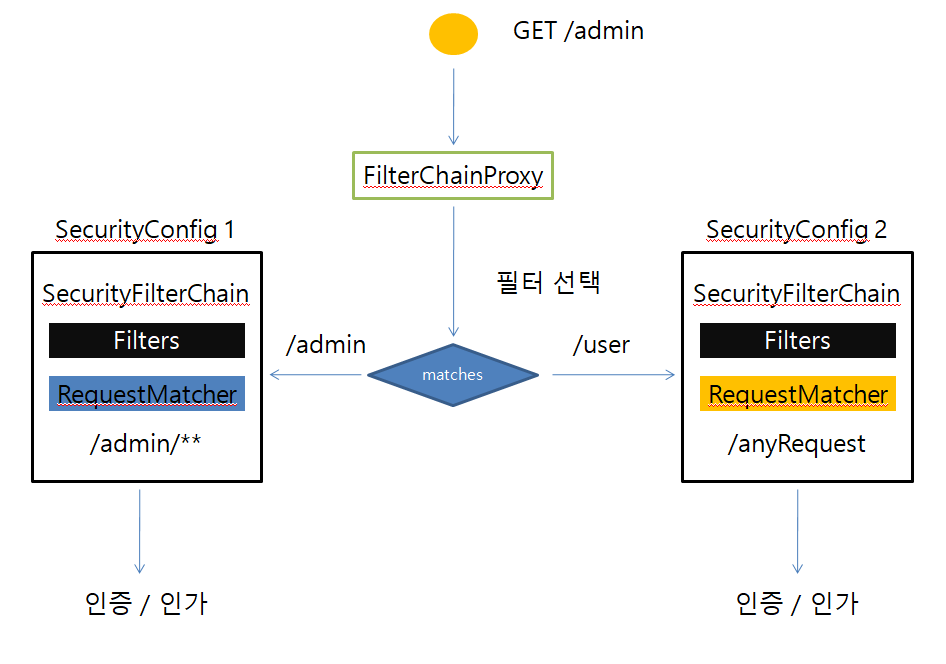 GET /admin
FilterChainProxy
SecurityConfig 1
SecurityConfig 2
필터 선택
SecurityFilterChain
SecurityFilterChain
Filters
Filters
/admin
/user
matches
RequestMatcher
RequestMatcher
/admin/**
/anyRequest
인증 / 인가
인증 / 인가